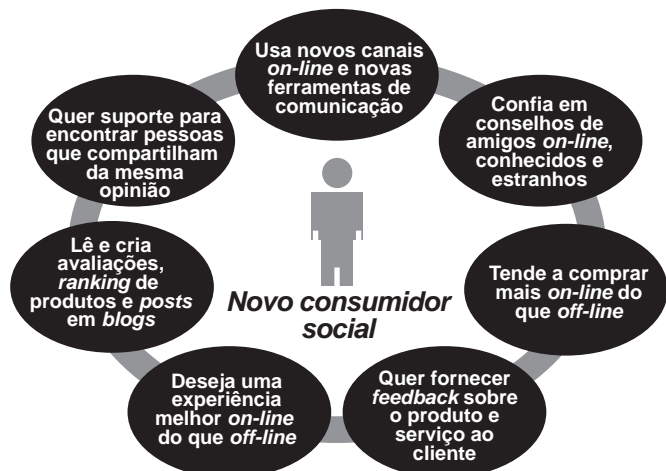 Usa novos canais
on-line e novas
ferramentas de
comunicação
Confia em
conselhos de
amigos on-line,
conhecidos e
estranhos
Tende a comprar
mais on-line do
que off-line
Quer fornecer
feedback sobre
o produto e
serviço ao
cliente
Deseja uma
experiência
melhor on-line
do que off-line
Lê e cria
avaliações,
ranking de
produtos e posts
em blogs
Quer suporte para
encontrar pessoas
que compartilham
da mesma
opinião
Novo consumidor
social